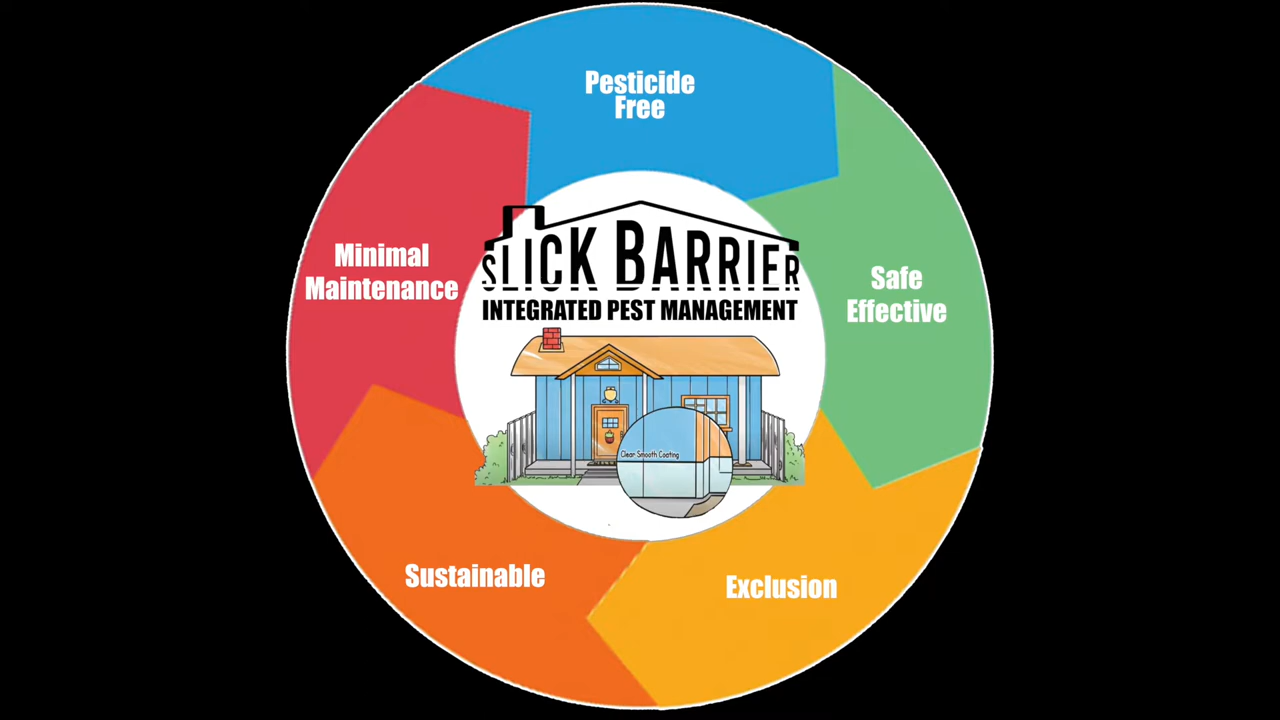 Pesticide
Free
Safe
Effective
Exclusion
Sustainable
Minimal
Maintenance
SLICK BARRIER
INTEGRATED PEST MANAGEMENT
Clear Smooth Coating